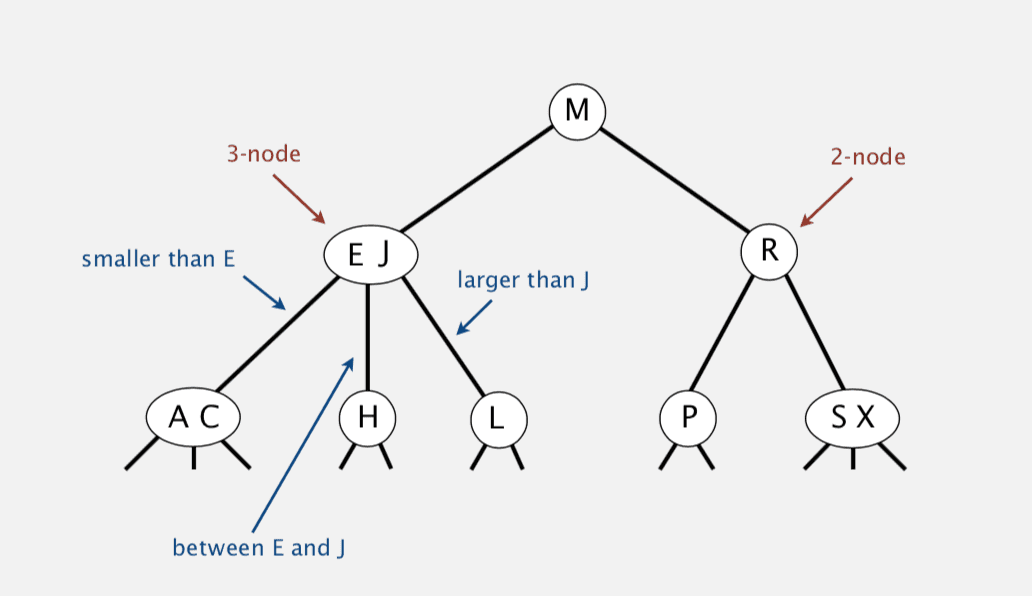 M
3-node
2-node
E J
R
smaller than E
larger than J
A C
H
L
P
S X
between E and J